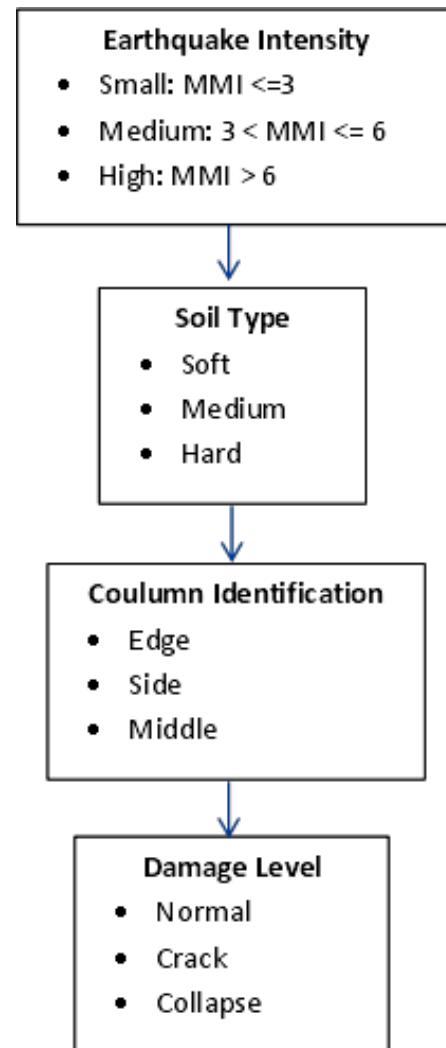 Earthquake Intensity
• Small: MMI <=3
• Medium: 3 < MMI <= 6
• High: MMI > 6
Soil Type
• Soft
• Medium
• Hard
Coulumn Identification
• Edge
• Side
• Middle
Damage Level
• Normal
• Crack
• Collapse